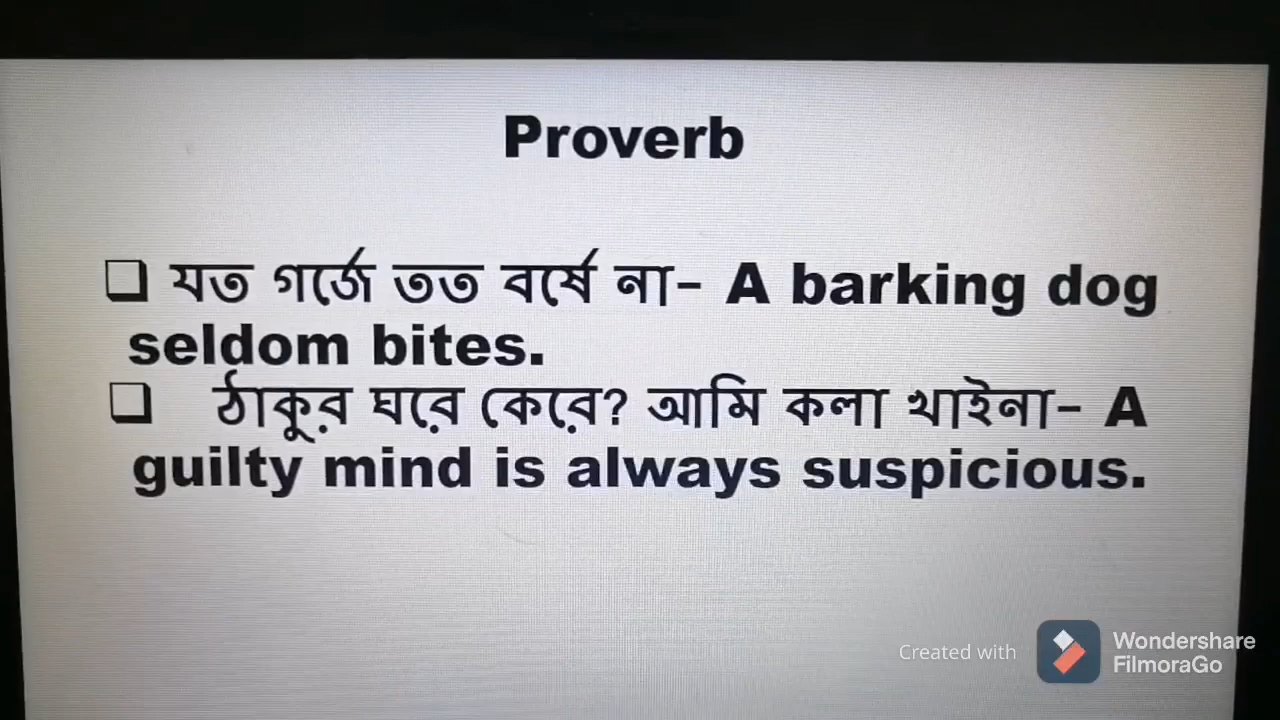 Proverb
❑ যত গর্জে তত বর্ষে না- A barking dog
seldom bites.
❑ ঠাকুর ঘরে কেরে? আমি কলা খাইনা- A
guilty mind is always suspicious.
Created with
Wondershare
FilmoraGo